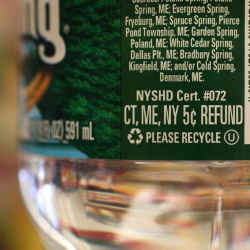 Spring, ME; Evergreen Spring,
Fryeburg, ME; Spruce Spring, Pierce
Pond Township, ME; Garden Spring,
Poland, ME; White Cedar Spring,
Dallas Plt., ME; Bradbury Spring,
Kingfield, ME; and/or Cold Spring,
Denmark, ME.
NYSHD Cert. #072
CT, ME, NY 5¢ REFUND
PLEASE RECYCLE
OZ) 591 mL